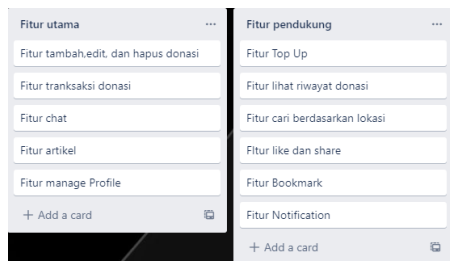 Fitur utama
Fitur tambah,edit, dan hapus donasi
Fitur tranksaksi donasi
Fitur chat
Fitur artikel
Fitur manage Profile
+ Add a card
Fitur pendukung
Fitur Top Up
Fitur lihat riwayat donasi
Fitur cari berdasarkan lokasi
FItur like dan share
Fitur Bookmark
Fitur Notification
+ Add a card